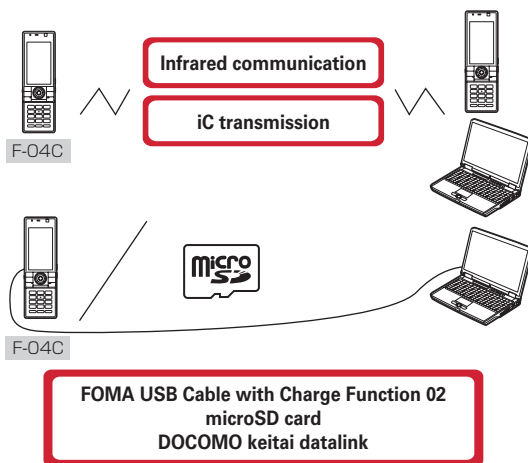 Infrared communication
iC transmission
F-04C
micro
SD
F-04C
FOMA USB Cable with Charge Function 02
microSD card
DOCOMO keitai datalink